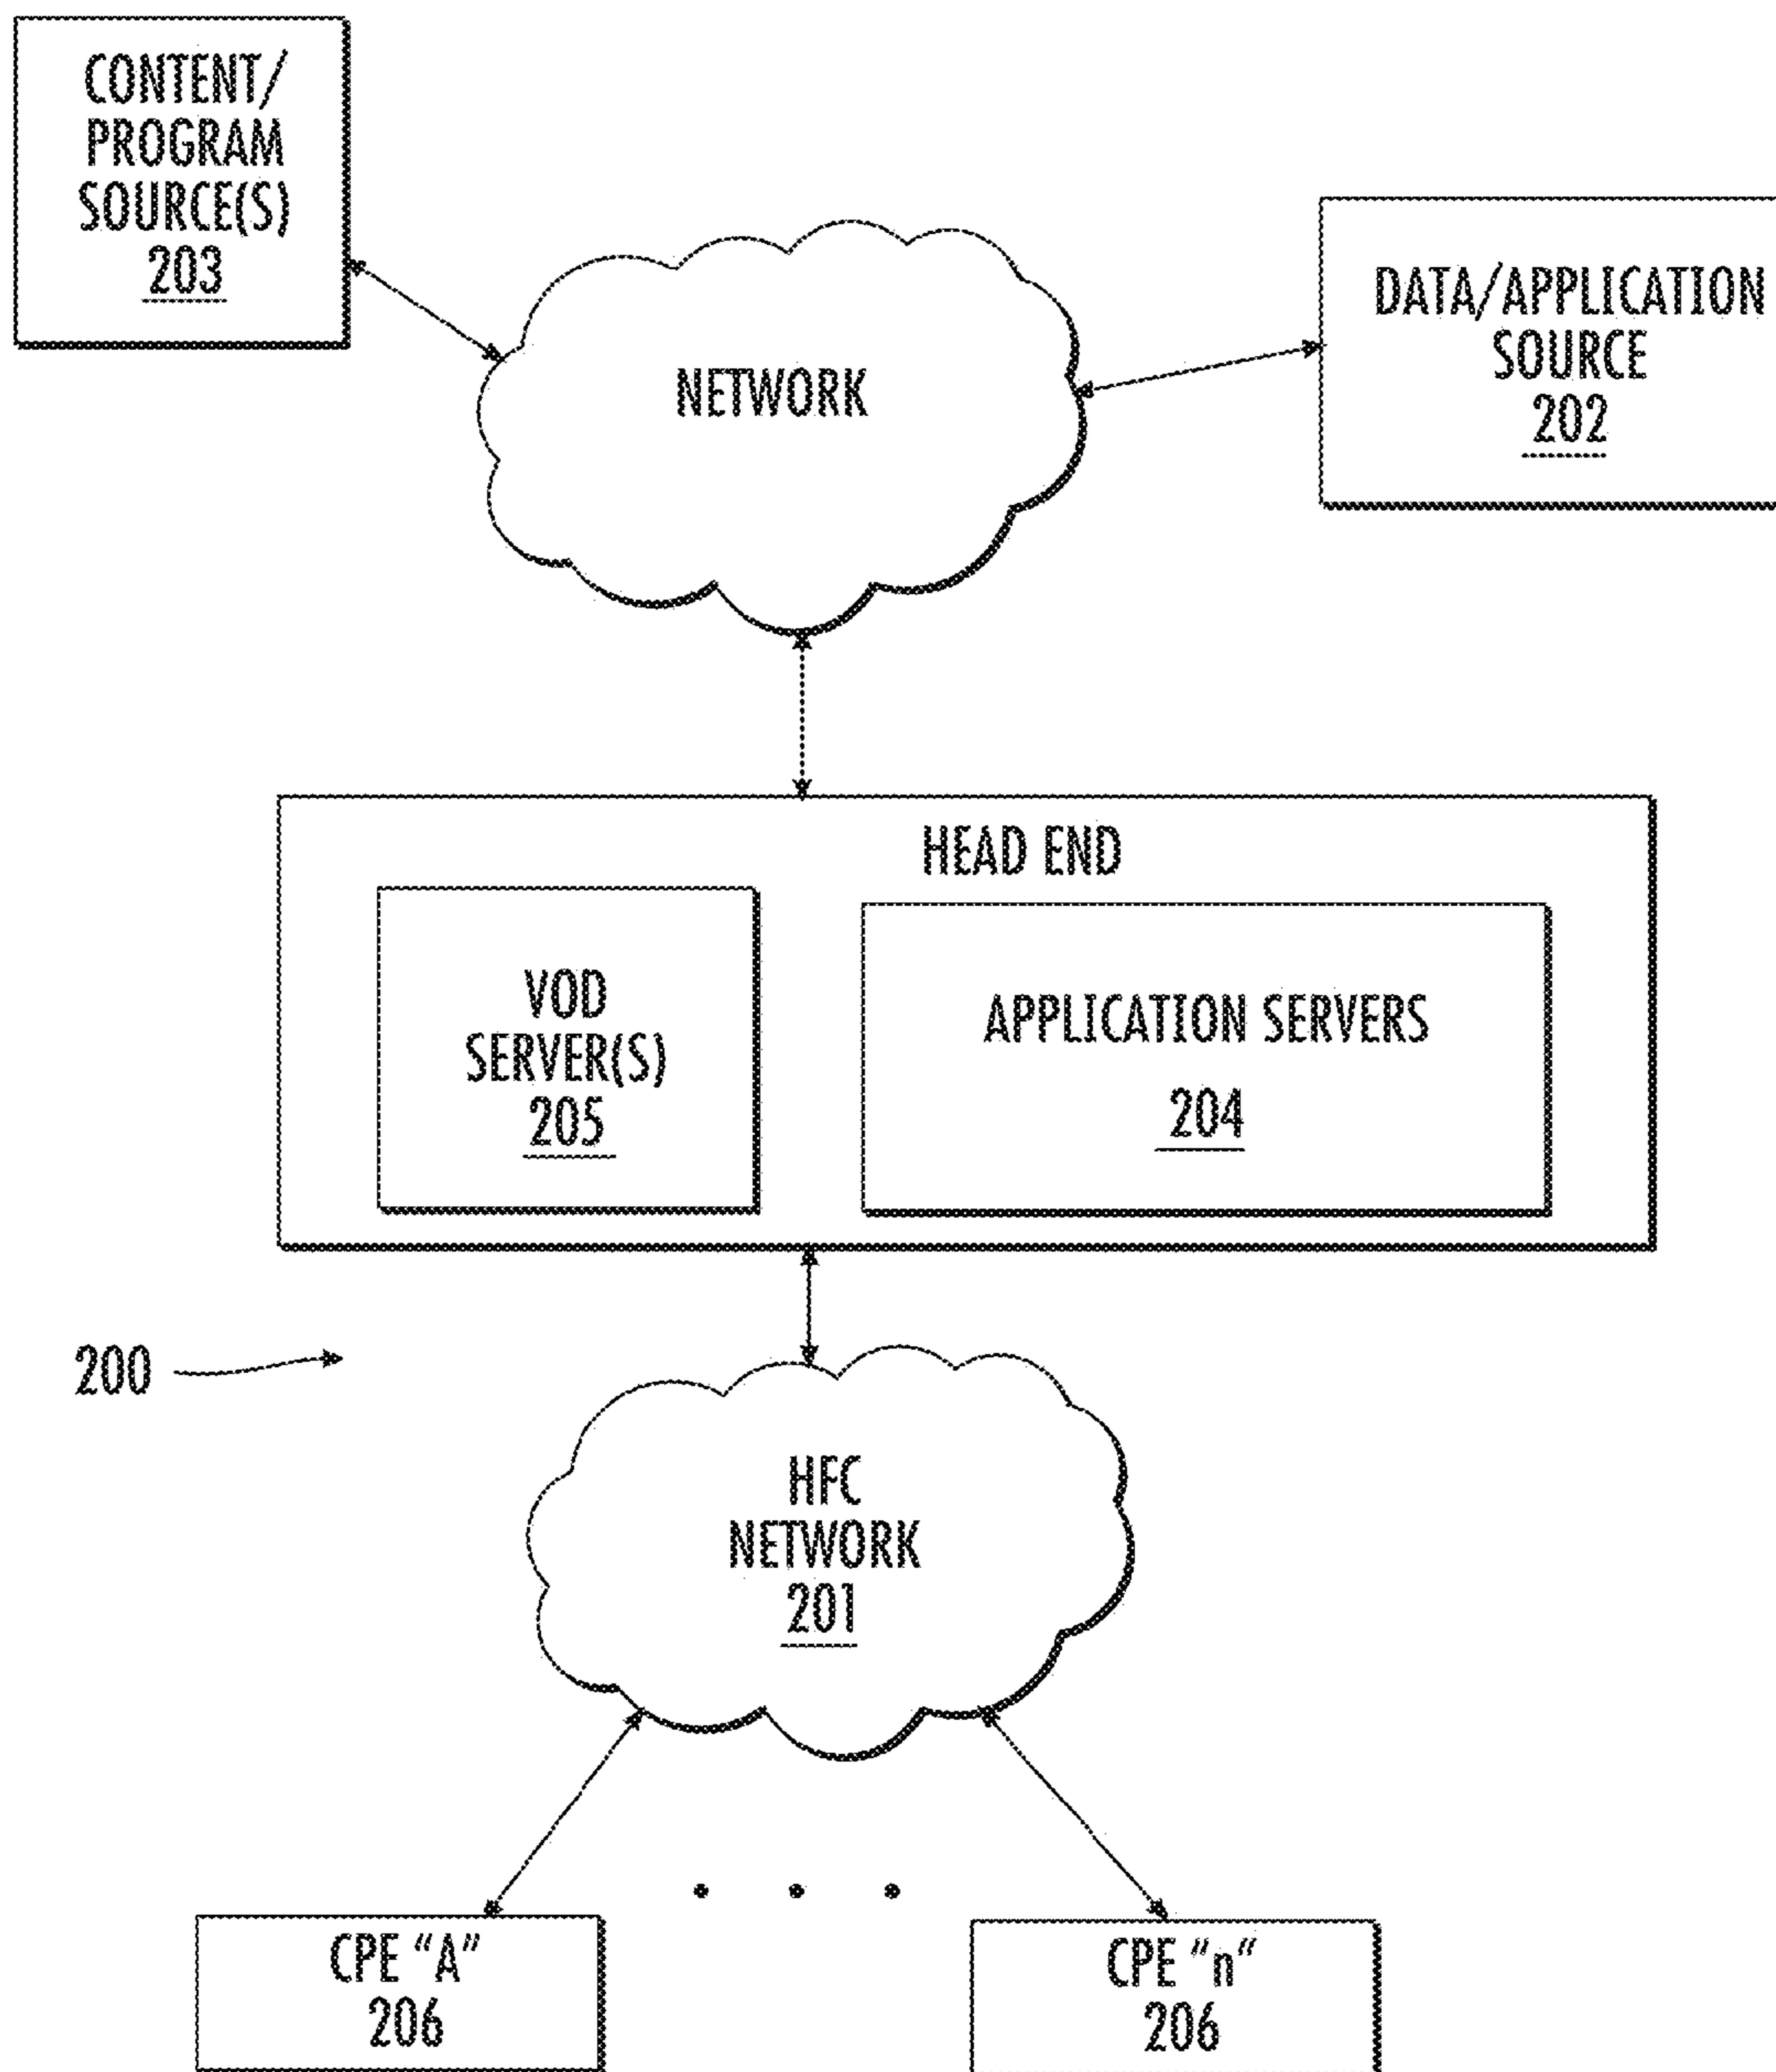 CONTENT/
PROGRAM
SOURCE(S)
203
NETWORK
DATA/APPLICATION
SOURCE
202
HEAD END
VOD
SERVER(S)
205
APPLICATION SERVERS
204
200
HFC
NETWORK
201
CPE "A"
206
CPE "n"
206